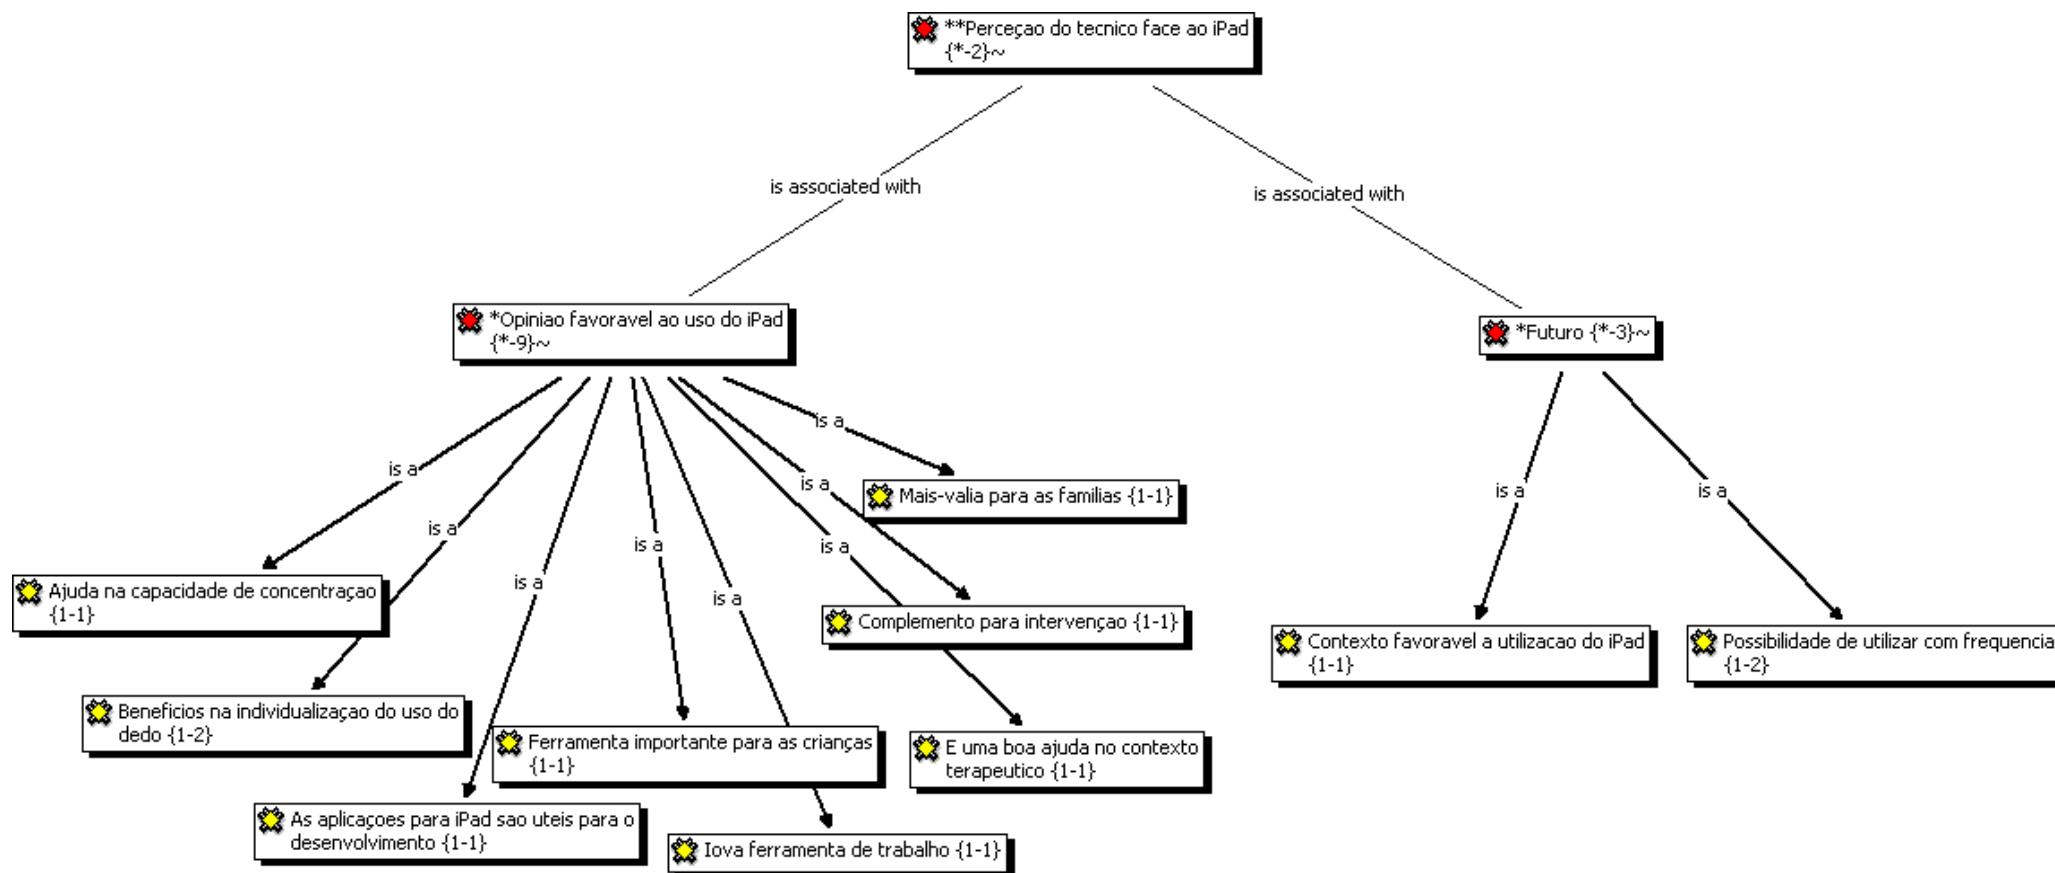 **Perceçao do tecnico face ao iPad
{*-2}~
is associated with
is associated with
*Opiniao favoravel ao uso do iPad
{*-9}~
*Futuro {*-3}~
is a
is a
is a
is a
is a
is a
is a
is a
is a
is a
Mais-valia para as familias {1-1}
Ajuda na capacidade de concentraçao
{1-1}
Complemento para intervençao {1-1}
Contexto favoravel a utilizacao do iPad
{1-1}
Possibilidade de utilizar com frequencia
{1-2}
Beneficios na individualizaçao do uso do
dedo {1-2}
Ferramenta importante para as crianças
{1-1}
E uma boa ajuda no contexto
terapeutico {1-1}
As aplicaçoes para iPad sao uteis para o
desenvolvimento {1-1}
Iova ferramenta de trabalho {1-1}